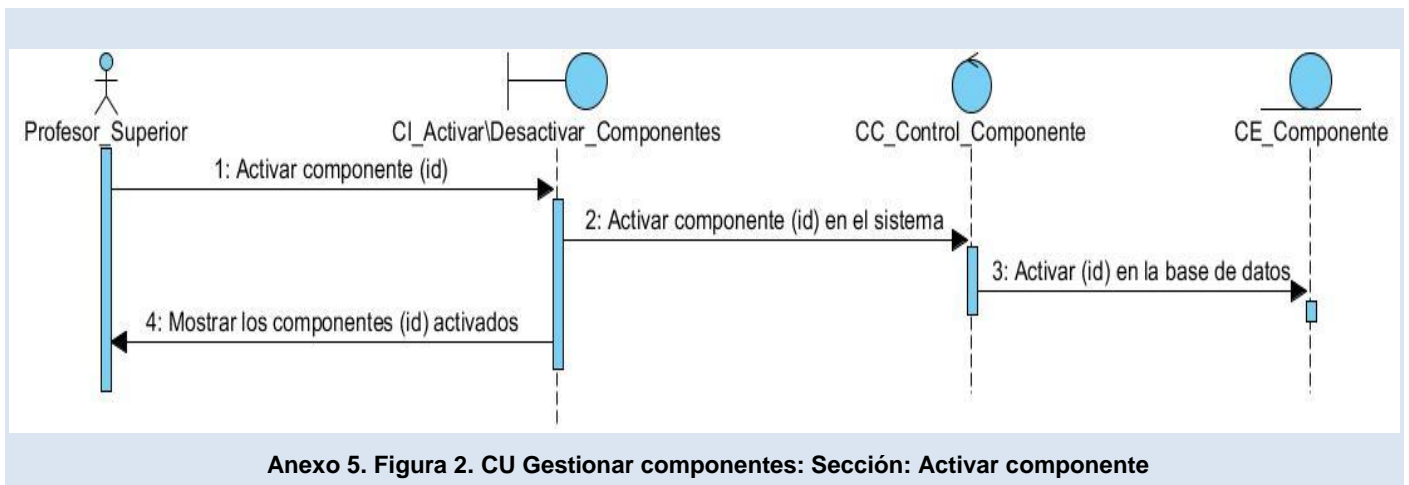 Profesor_Superior
CI_Activar\Desactivar_Componentes
CC_Control_Componente
CE_Componente
1: Activar componente (id)
2: Activar componente (id) en el sistema
3: Activar (id) en la base de datos
4: Mostrar los componentes (id) activados
Anexo 5. Figura 2. CU Gestionar componentes: Sección: Activar componente